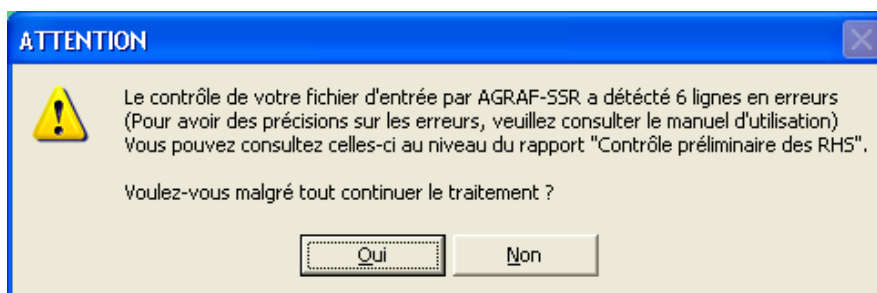 ATTENTION
Le contrôle de votre fichier d'entrée par AGRAF-SSR a détécté 6 lignes en erreurs
(Pour avoir des précisions sur les erreurs, veuillez consulter le manuel d'utilisation)
Vous pouvez consultez celles-ci au niveau du rapport "Contrôle préliminaire des RHS".
Voulez-vous malgré tout continuer le traitement ?
Oui
Non